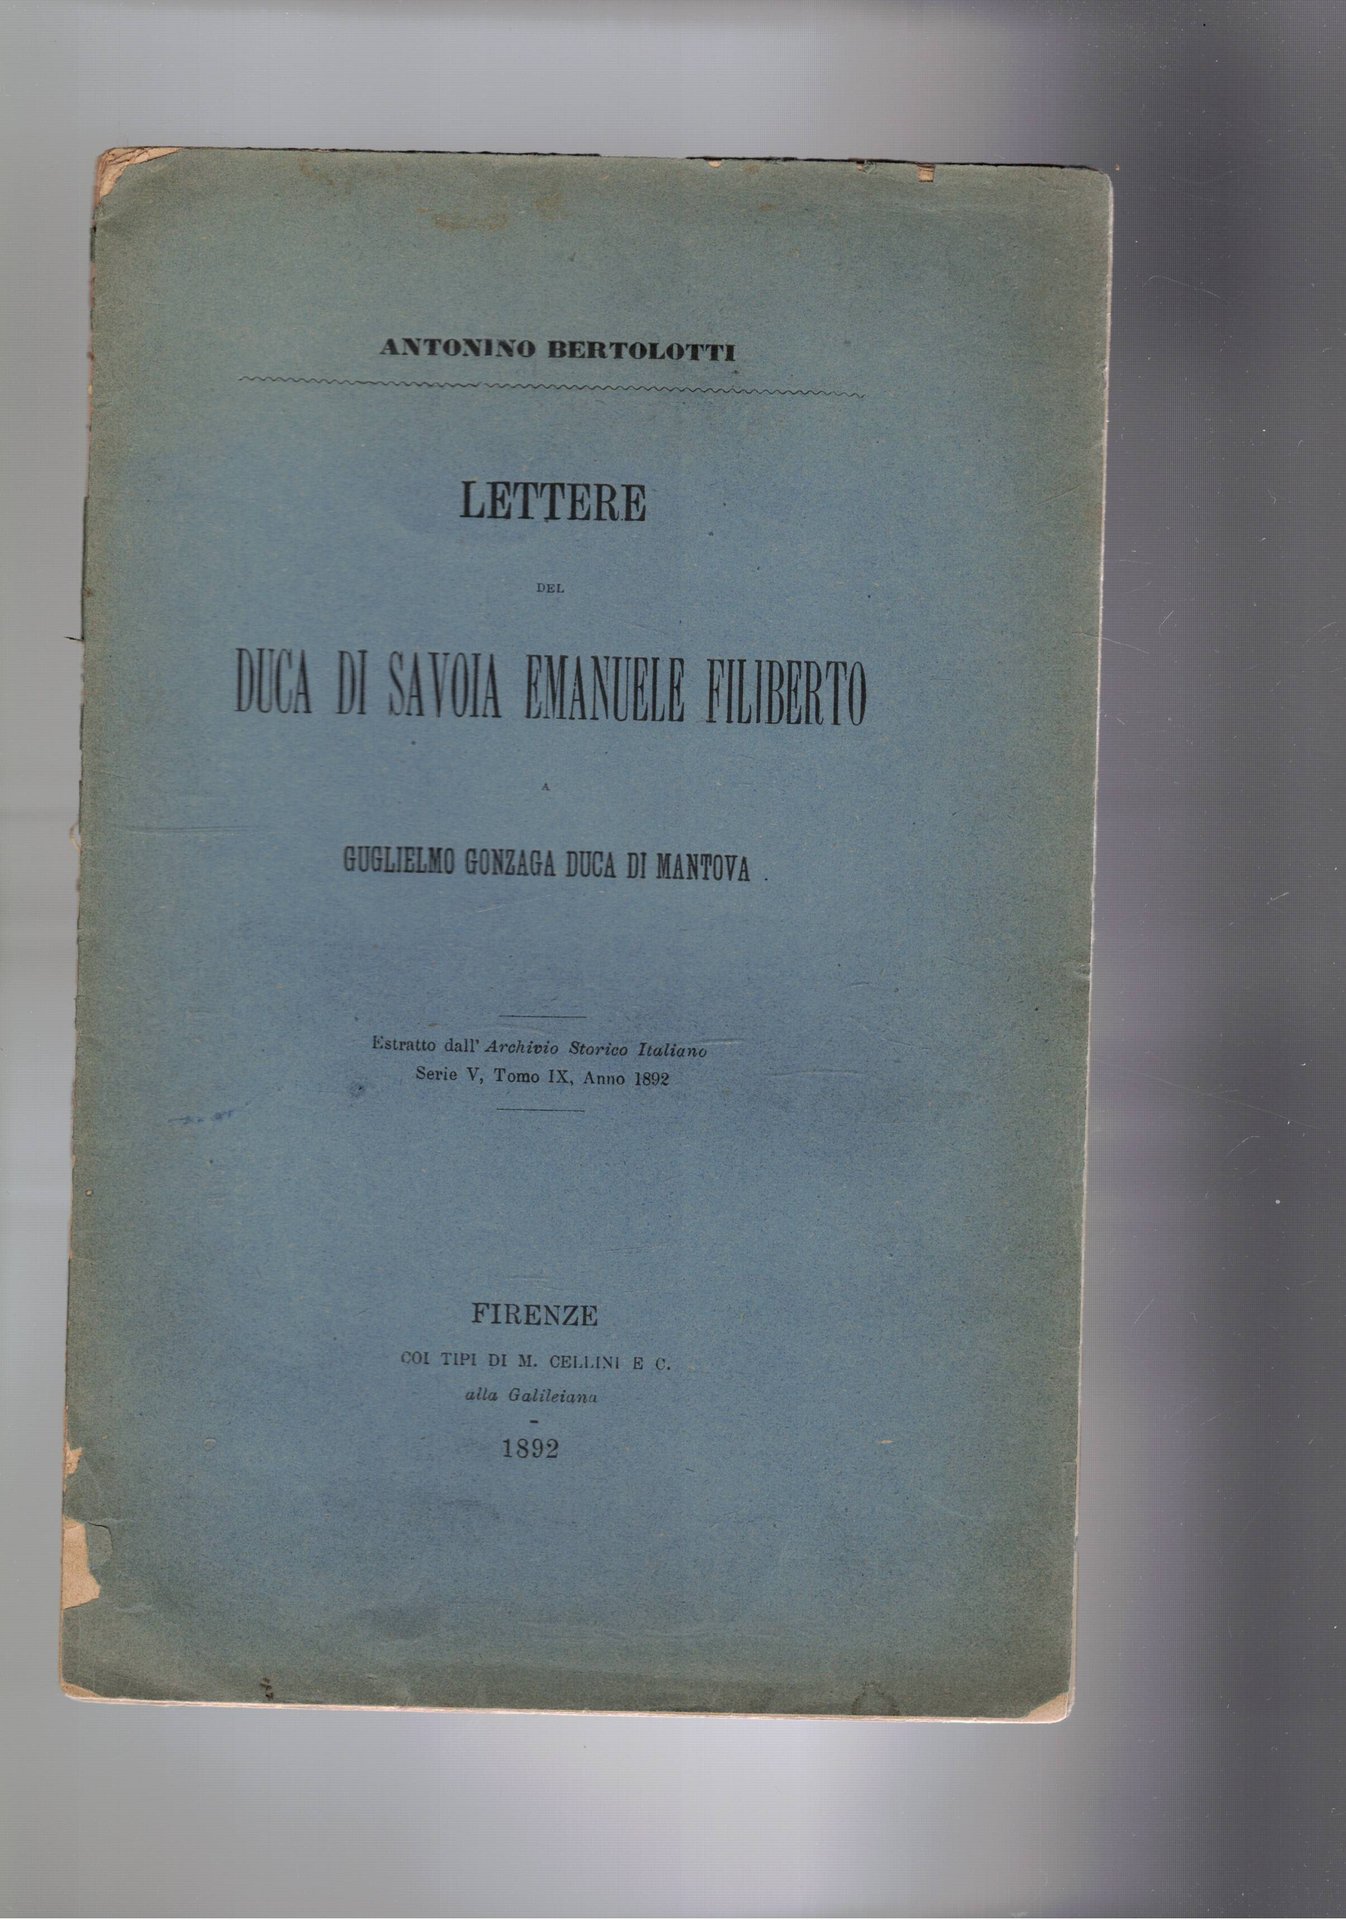 ANTONINO BERTOLOTTI
LETTERE
DEL
DUCA DI SAVOIA EMANUELE FILIBERTO
A
GUGLIELMO GONZAGA DUCA DI MANTOVA.
Estratto dall' Archivio Storico Italiano
Serie V, Tomo IX, Anno 1892
FIRENZE
COI TIPI DI M. CELLINI E C.
alla Galileiana
-
1892